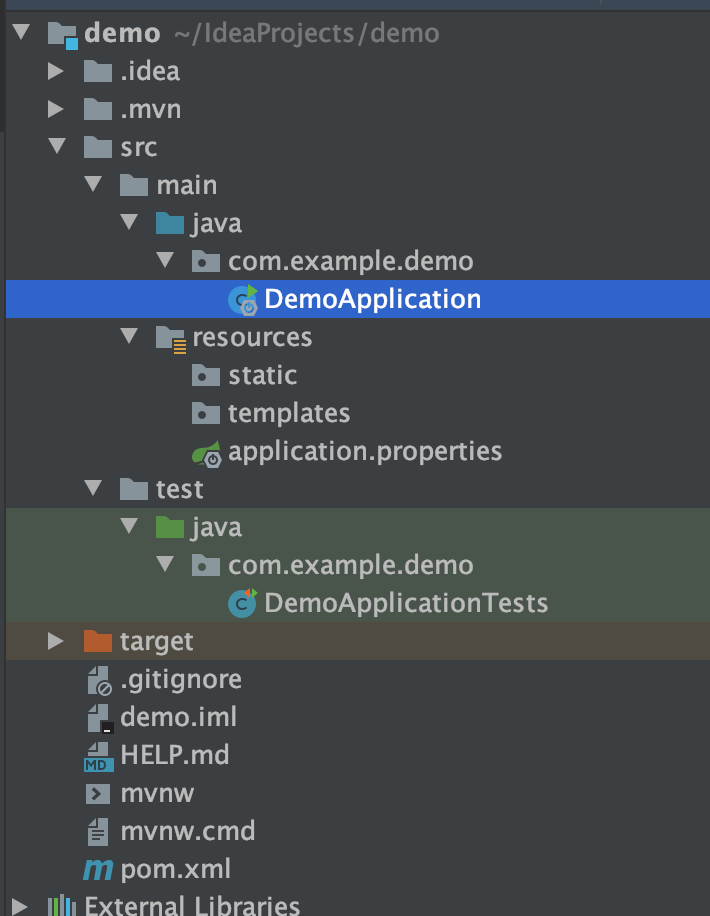 demo ~/IdeaProjects/demo
.idea
.mvn
src
main
java
com.example.demo
DemoApplication
resources
static
templates
application.properties
test
java
com.example.demo
DemoApplicationTests
target
.gitignore
demo.iml
HELP.md
mvnw
mvnw.cmd
pom.xml
External Libraries